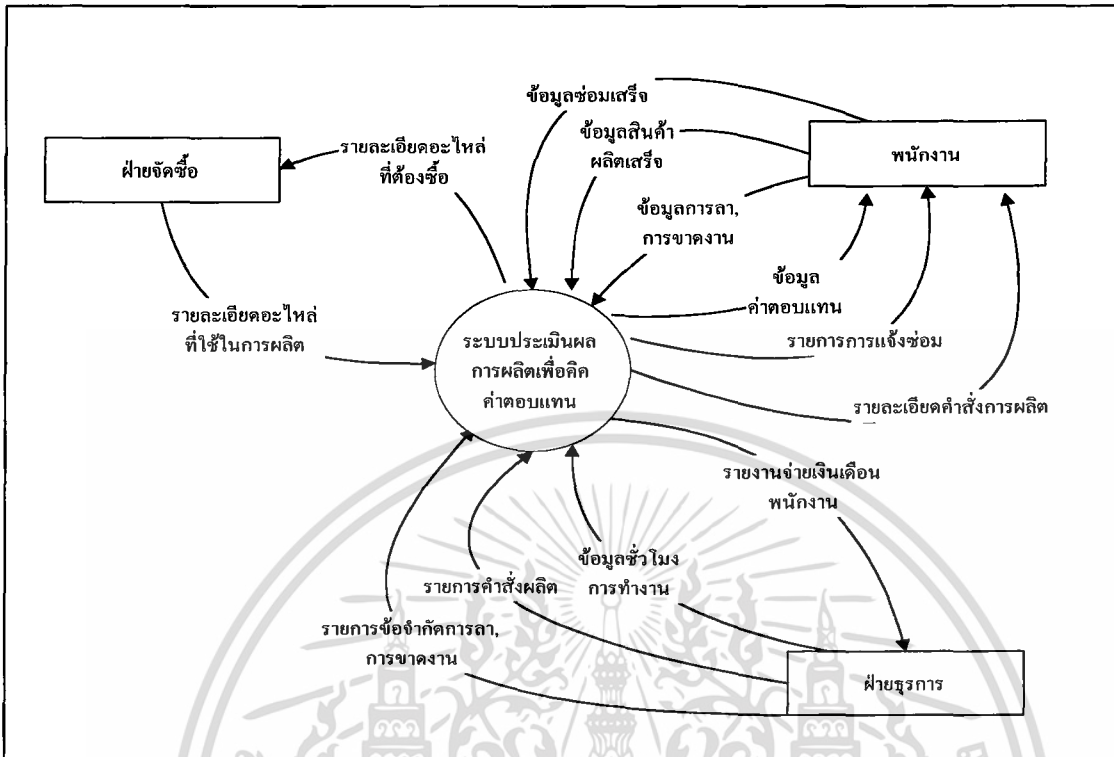 ข้อมูลซ่อมเสร็จ
ข้อมูลสินค้า
ผลิตเสร็จ
พนักงาน
รายละเอียดอะไหล่
ที่ต้องซื้อ
ฝ่ายจัดซื้อ
ข้อมูลการลา,
การขาดงาน
ข้อมูล
ค่าตอบแทน
รายละเอียดอะไหล่
ที่ใช้ในการผลิต
ระบบประเมินผล
การผลิตเพื่อคิด
ค่าตอบแทน
รายการการแจ้งซ่อม
รายละเอียดคำสั่งการผลิต
รายงานจ่ายเงินเดือน
พนักงาน
ข้อมูลชั่วโมง
การทำงาน
รายการคำสั่งผลิต
รายการข้อจำกัดการลา,
การขาดงาน
ฝ่ายธุรการ